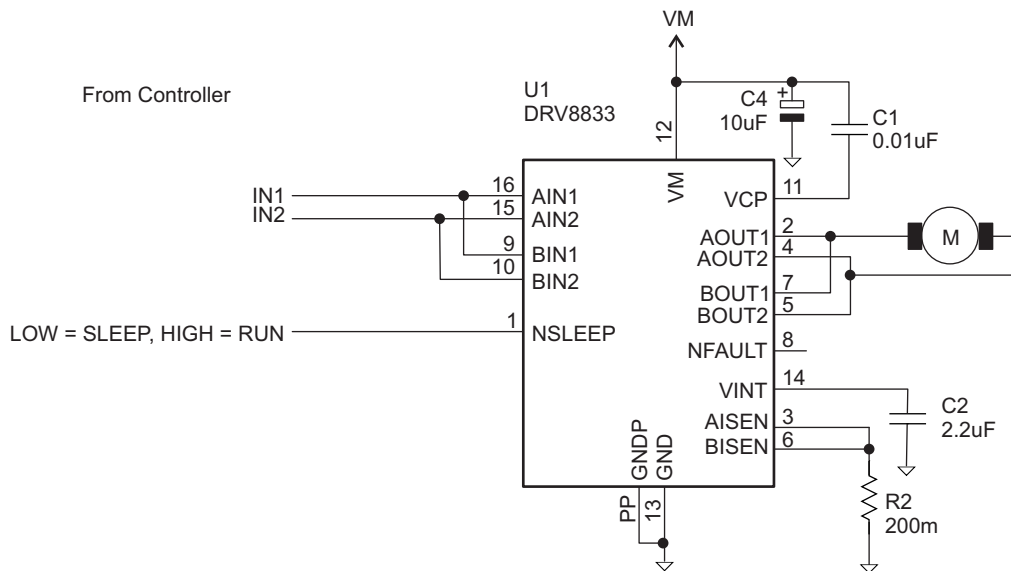 VM
From Controller
U1
DRV8833
C4
10uF
+
C1
0.01uF
12
VM
11
VCP
IN1
16
AIN1
IN2
15
AIN2
9
BIN1
10
BIN2
2
AOUT1
4
AOUT2
M
7
BOUT1
5
BOUT2
LOW = SLEEP, HIGH = RUN
1
NSLEEP
NFAULT
8
VINT
14
C2
2.2uF
AISEN
3
BISEN
6
GNDP
GND
PP
13
R2
200m